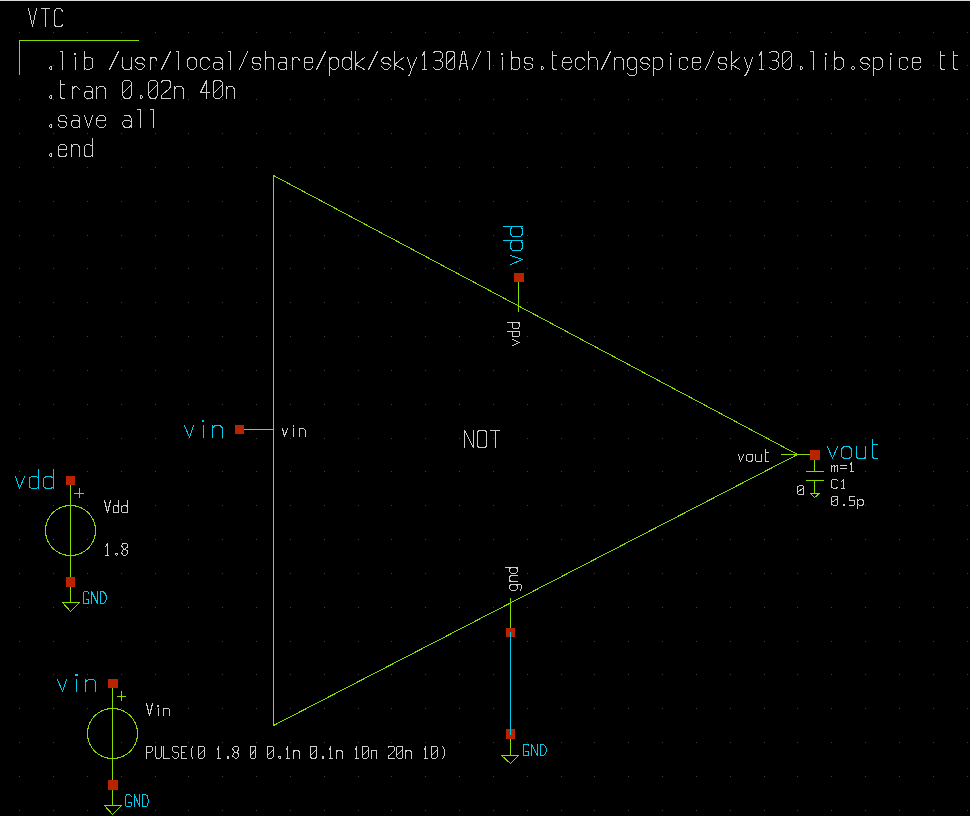 VTC
.lib /usr/local/share/pdk/sky130A/libs.tech/ngspice/sky130.lib.spice tt
.tran 0.02n 40n
.save all
.end
vdd
vdd
vin
vin
NOT
vout
vout
m=1
C1
0
0.5p
vdd
+
Vdd
1.8
GND
gnd
GND
vin
+
Vin
PULSE(0 1.8 0 0.1n 0.1n 10n 20n 10)
GND